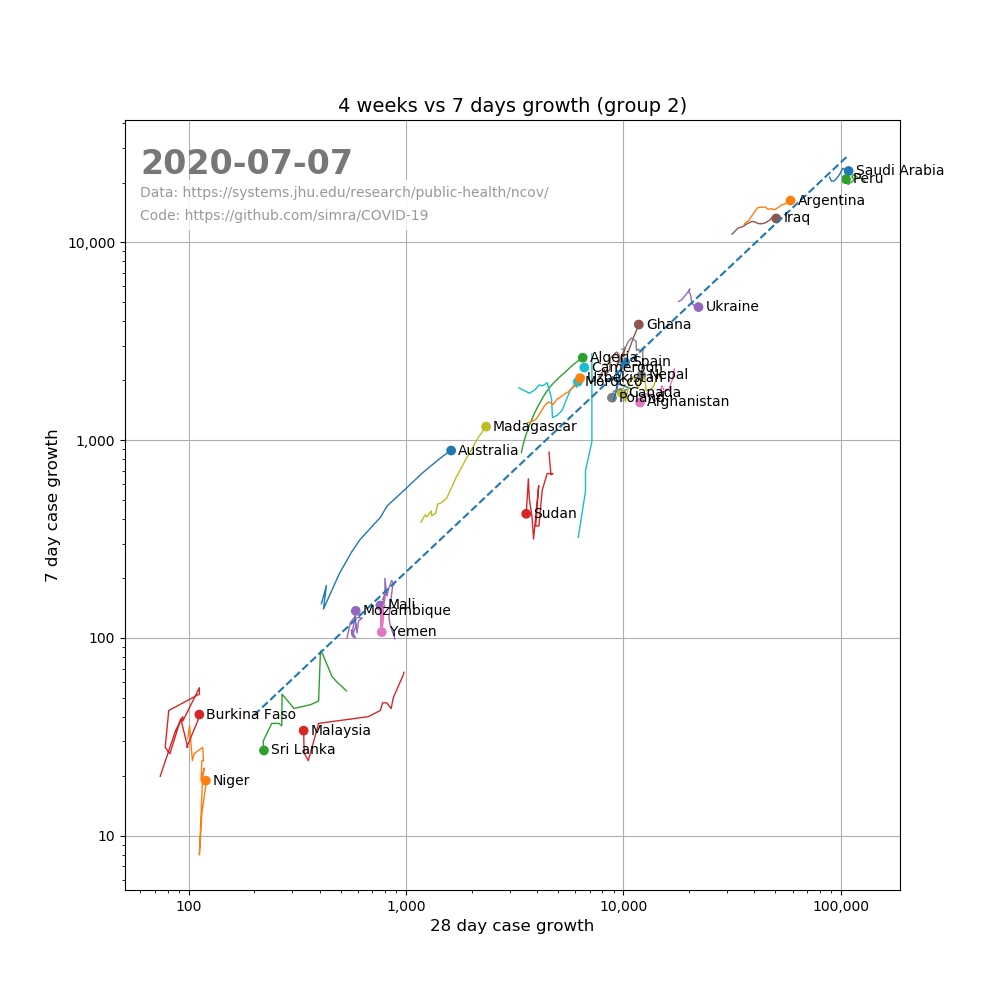 4 weeks vs 7 days growth (group 2)
2020-07-07
Data: https://systems.jhu.edu/research/public-health/ncov/
Code: https://github.com/simra/COVID-19
Saudi Arabia
Peru
Argentina
Iraq
Ukraine
Ghana
Algeria
Spain
Cameroon
Nepal
Uzbekistan
Morocco
Canada
Poland
Afghanistan
Madagascar
Australia
Sudan
Mali
Mozambique
Yemen
Burkina Faso
Malaysia
Sri Lanka
Niger
10,000
1,000
100
10
7 day case growth
100
1,000
10,000
100,000
28 day case growth